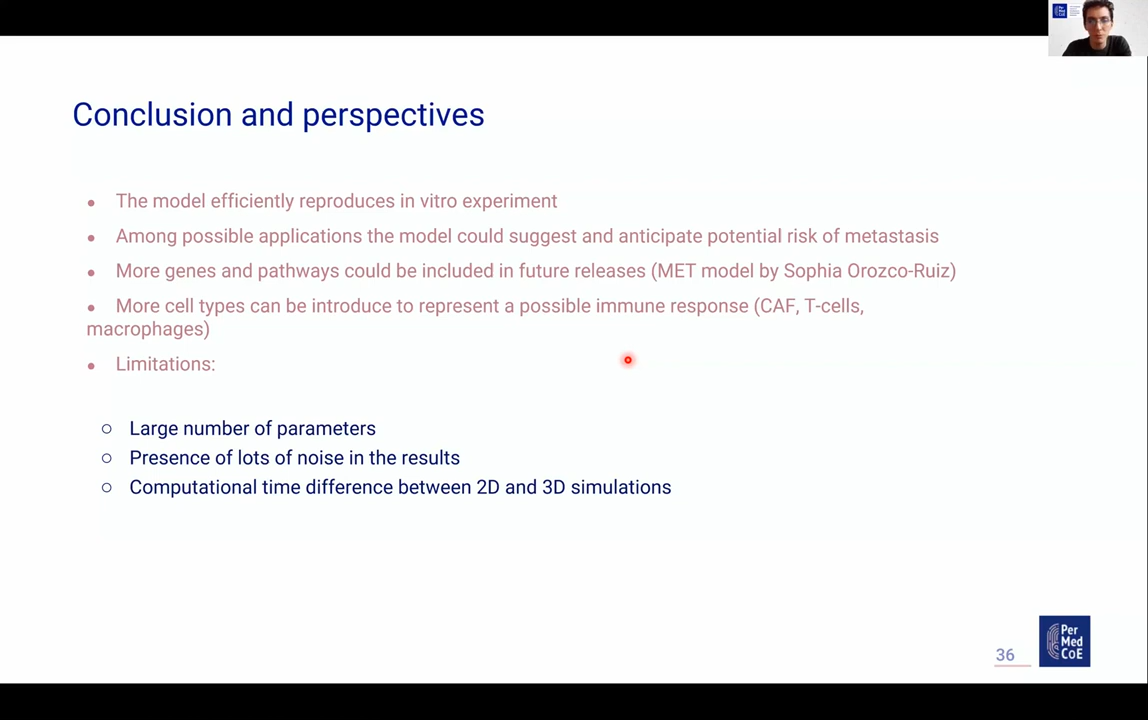 Conclusion and perspectives
● The model efficiently reproduces in vitro experiment
● Among possible applications the model could suggest and anticipate potential risk of metastasis
● More genes and pathways could be included in future releases (MET model by Sophia Orozco-Ruiz)
● More cell types can be introduce to represent a possible immune response (CAF, T-cells,
macrophages)
● Limitations:
○ Large number of parameters
○ Presence of lots of noise in the results
○ Computational time difference between 2D and 3D simulations
36
Per
Med
CoE